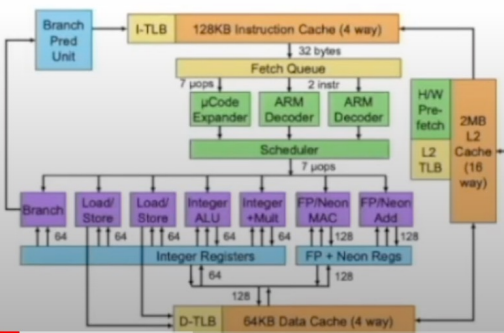 Branch
Pred
Unit
I-TLB
128KB Instruction Cache (4 way)
32 bytes
Fetch Queue
7 μops
2 instr
μCode
Expander
ARM
Decoder
ARM
Decoder
H/W
Pre-
fetch
L2
TLB
2MB
L2
Cache
(16
way)
Scheduler
7 μops
Branch
Load/
Store
Load/
Store
Integer
ALU
Integer
+Mult
FP/Neon
MAC
FP/Neon
Add
64
64
64
64
64
128
128
Integer Registers
FP + Neon Regs
64
128
128
D-TLB
64KB Data Cache (4 way)